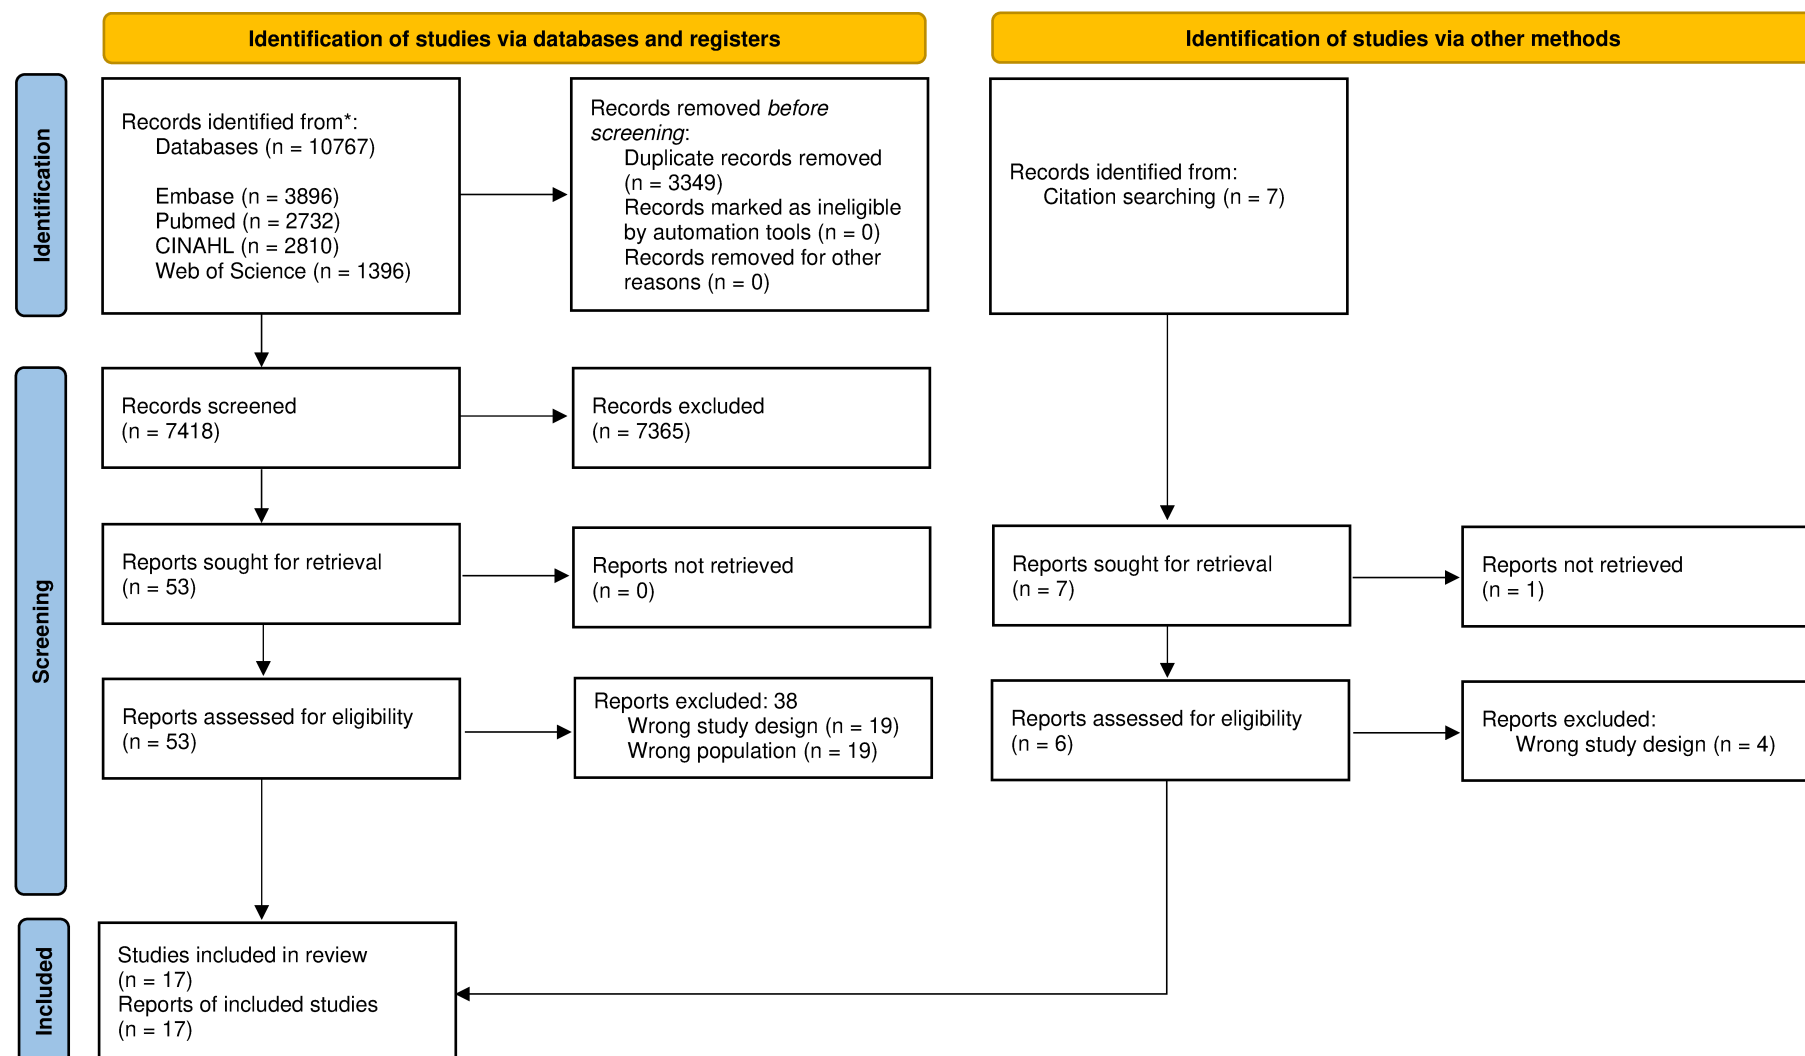 Identification of studies via databases and registers
Identification of studies via other methods
Identification
Records identified from*:
Databases (n = 10767)
Embase (n = 3896)
Pubmed (n = 2732)
CINAHL (n = 2810)
Web of Science (n = 1396)
Records removed before
screening:
Duplicate records removed
(n = 3349)
Records marked as ineligible
by automation tools (n = 0)
Records removed for other
reasons (n = 0)
Records identified from:
Citation searching (n = 7)
Screening
Records screened
(n = 7418)
Records excluded
(n = 7365)
Reports sought for retrieval
(n = 53)
Reports not retrieved
(n = 0)
Reports sought for retrieval
(n = 7)
Reports not retrieved
(n = 1)
Reports assessed for eligibility
(n = 53)
Reports excluded: 38
Wrong study design (n = 19)
Wrong population (n = 19)
Reports assessed for eligibility
(n = 6)
Reports excluded:
Wrong study design (n = 4)
Included
Studies included in review
(n = 17)
Reports of included studies
(n = 17)